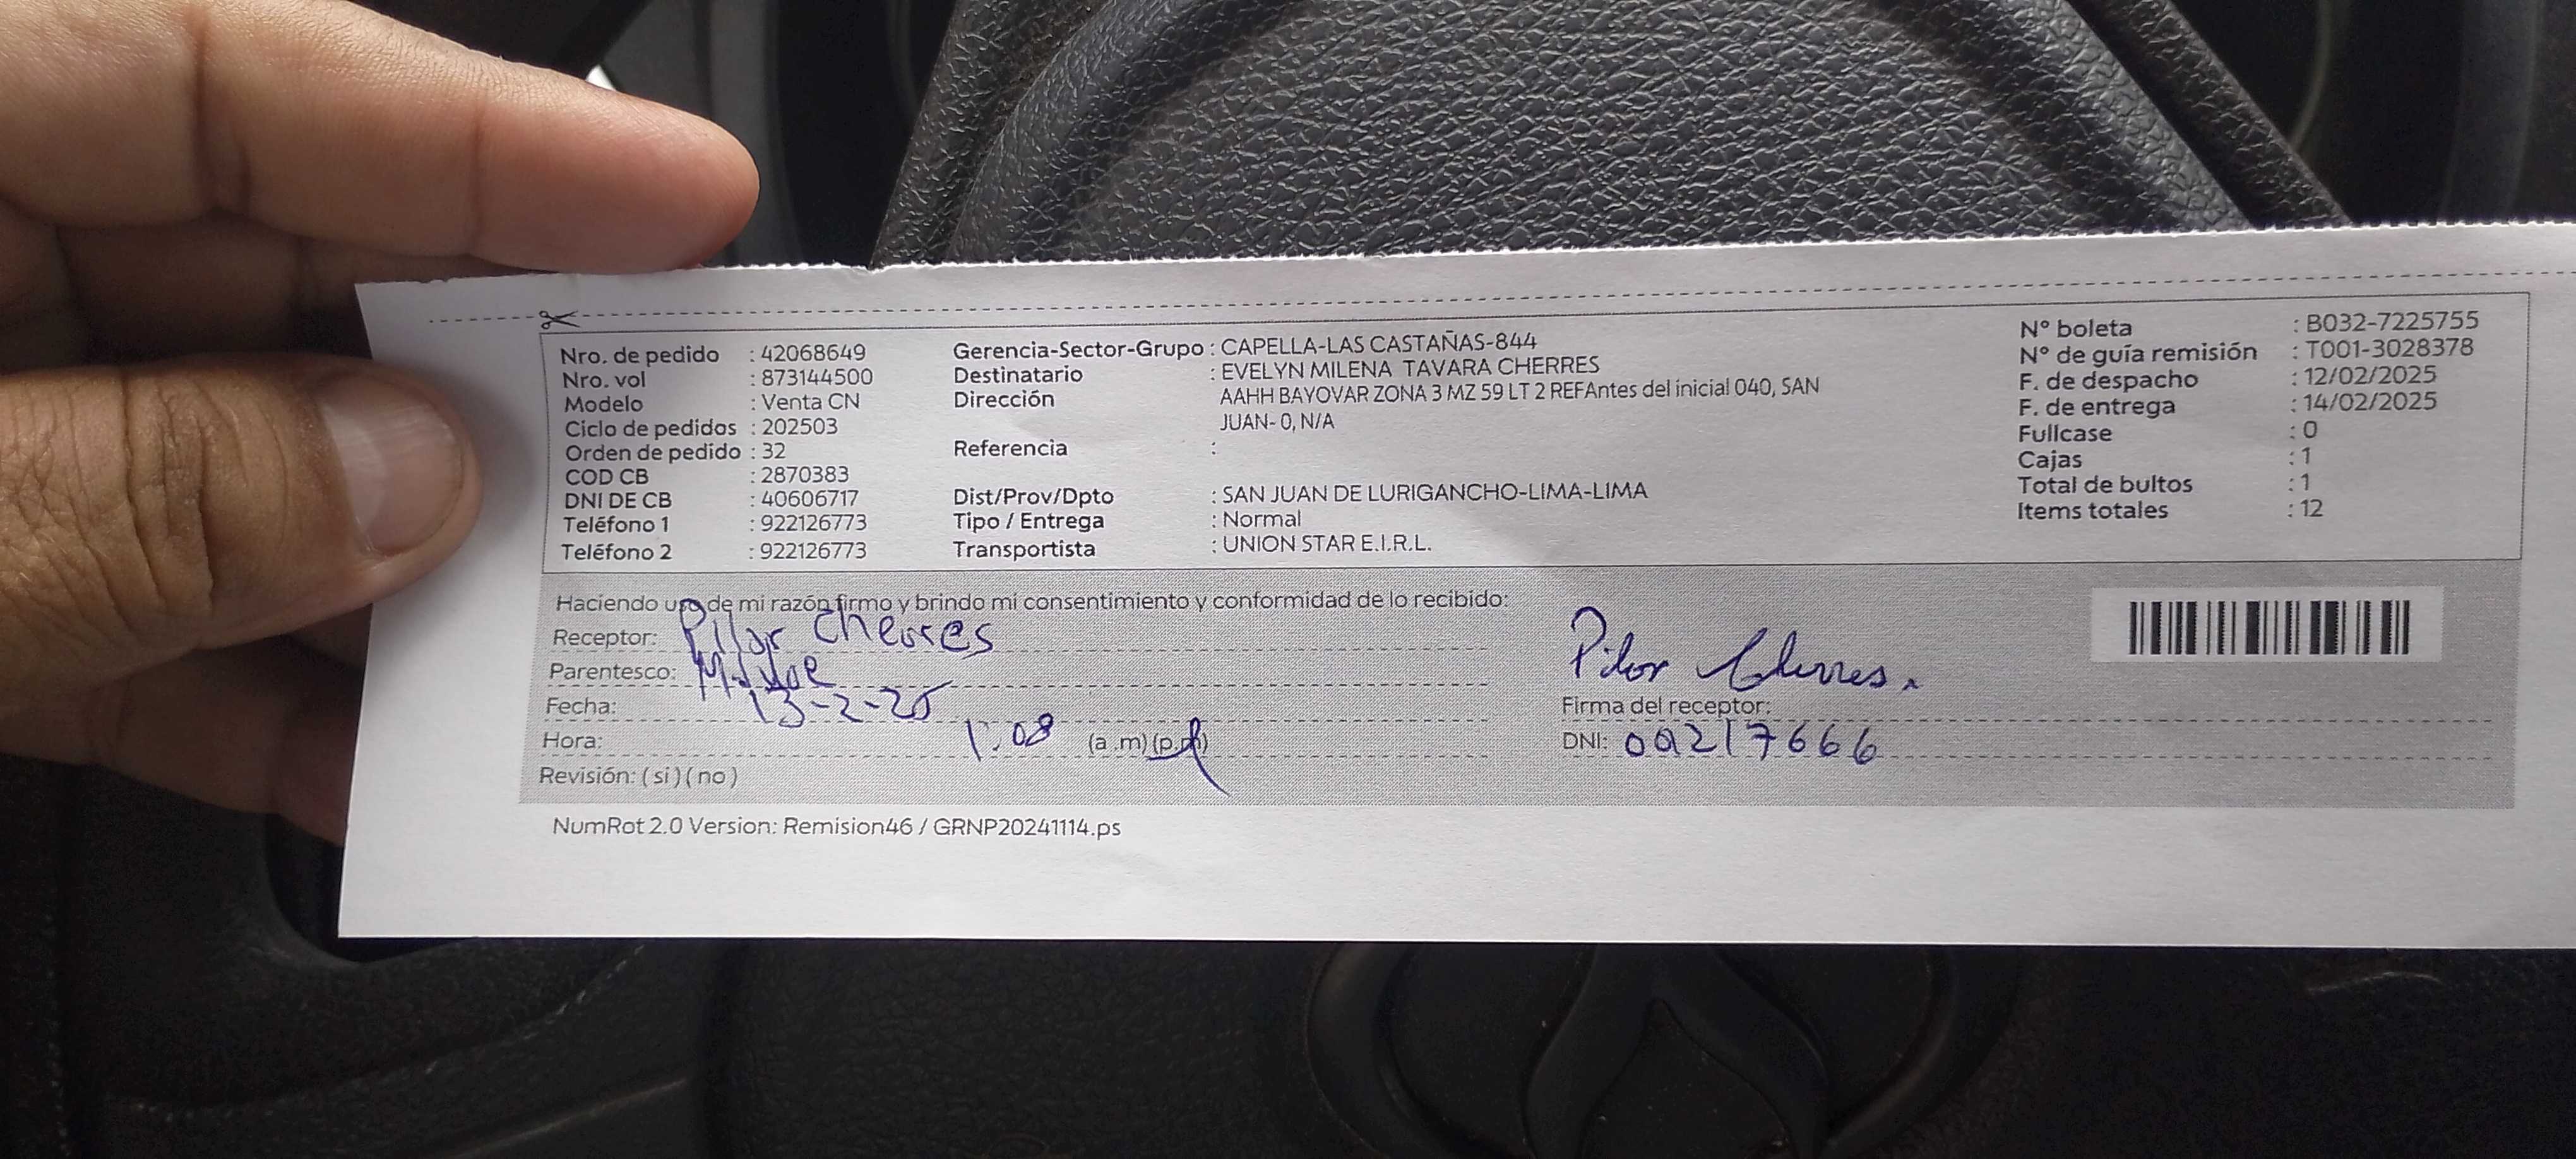 Nro. de pedido : 42068649
Nro. vol : 873144500
Modelo : Venta CN
Ciclo de pedidos : 202503
Orden de pedido : 32
COD CB : 2870383
DNI DE CB : 40606717
Teléfono 1 : 922126773
Teléfono 2 : 922126773
Gerencia-Sector-Grupo : CAPELLA-LAS CASTAÑAS-844
Destinatario : EVELYN MILENA TAVARA CHERRES
Dirección AAHH BAYOVAR ZONA 3 MZ 59 LT 2 REFAntes del inicial 040, SAN
JUAN- 0, N/A
Referencia :
Dist/Prov/Dpto : SAN JUAN DE LURIGANCHO-LIMA-LIMA
Tipo / Entrega : Normal
Transportista : UNION STAR E.I.R.L.
N° boleta : B032-7225755
N° de guía remisión : T001-3028378
F. de despacho : 12/02/2025
F. de entrega : 14/02/2025
Fullcase : 0
Cajas : 1
Total de bultos : 1
Items totales : 12
Haciendo uso de mi razón firmo y brindo mi consentimiento y conformidad de lo recibido:
Receptor: Pilar Cherres
Parentesco: Madre
Fecha: 13-2-25
Hora: 1:08 (a .m) (p.m)
Revisión: ( si ) ( no )
Pilar Cherres.
Firma del receptor:
DNI: 09217666
NumRot 2.0 Version: Remision46 / GRNP20241114.ps